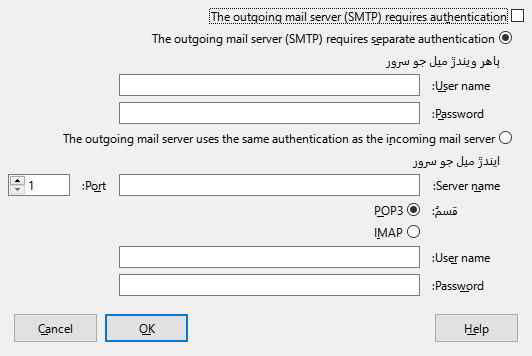 The outgoing mail server (SMTP) requires authentication
The outgoing mail server (SMTP) requires separate authentication
ٻاهر ويندڙ ميل جو سرور
User name:
Password:
The outgoing mail server uses the same authentication as the incoming mail server
ايندڙ ميل جو سرور
Server name:
Port:
1
قسمُ:
POP3
IMAP
User name:
Password:
Help
OK
Cancel